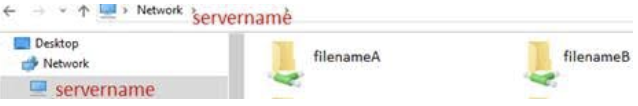 Network
servername
Desktop
Network
servername
filenameA
filenameB